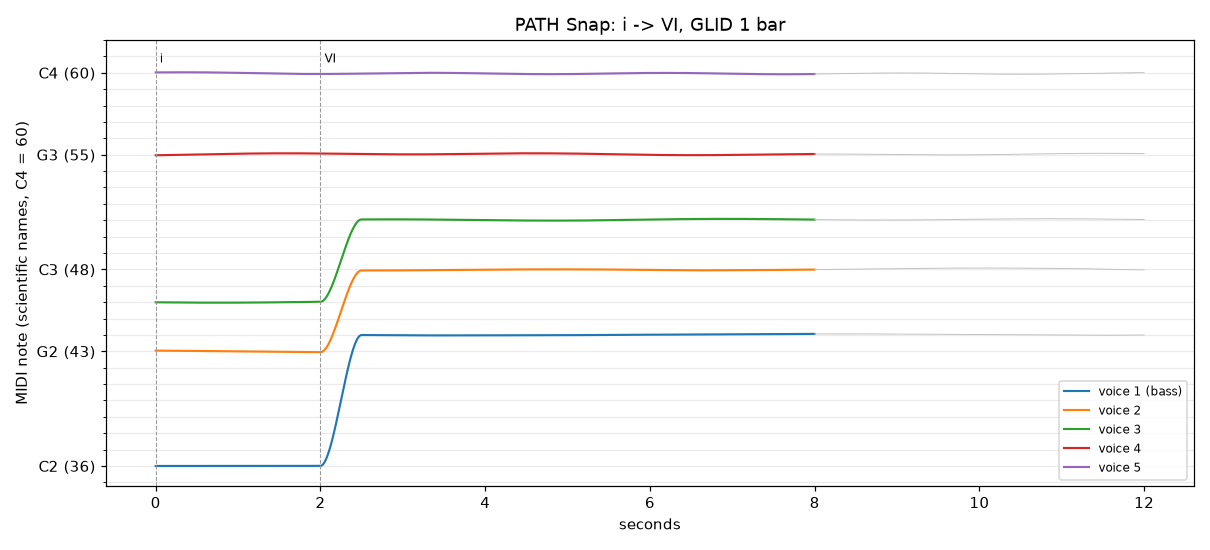 PATH Snap: i -> VI, GLID 1 bar
i
VI
C4 (60)
G3 (55)
C3 (48)
G2 (43)
C2 (36)
MIDI note (scientific names, C4 = 60)
voice 1 (bass)
voice 2
voice 3
voice 4
voice 5
0 2 4 6 8 10 12
seconds